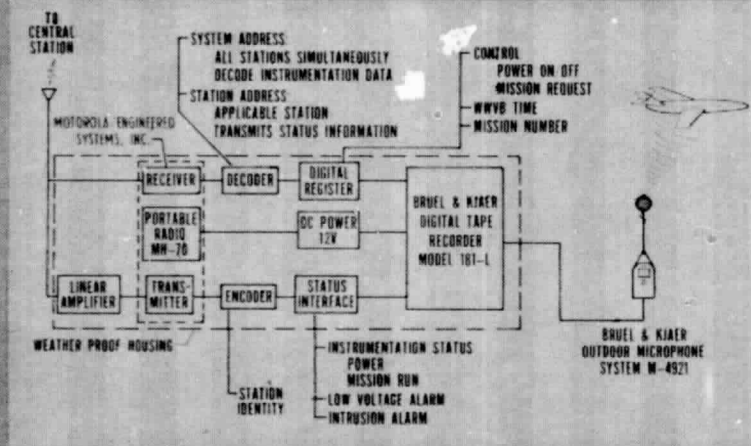 TO
CENTRAL
STATION
SYSTEM ADDRESS
ALL STATIONS SIMULTANEOUSLY
DECODE INSTRUMENTATION DATA
STATION ADDRESS
APPLICABLE STATION
TRANSMITS STATUS INFORMATION
CONTROL
POWER ON OFF
MISSION REQUEST
WWVB TIME
MISSION NUMBER
MOTOROLA ENGINEERED
SYSTEMS, INC.
RECEIVER
DECODER
DIGITAL
REGISTER
BRUEL & KJAER
DIGITAL TAPE
RECORDER
MODEL 181-L
PORTABLE
RADIO
MH-70
DC POWER
12V
LINEAR
AMPLIFIER
TRANS-
MITTER
ENCODER
STATUS
INTERFACE
WEATHER PROOF HOUSING
STATION
IDENTITY
INSTRUMENTATION STATUS
POWER
MISSION RUN
LOW VOLTAGE ALARM
INTRUSION ALARM
BRUEL & KJAER
OUTDOOR MICROPHONE
SYSTEM M-4921